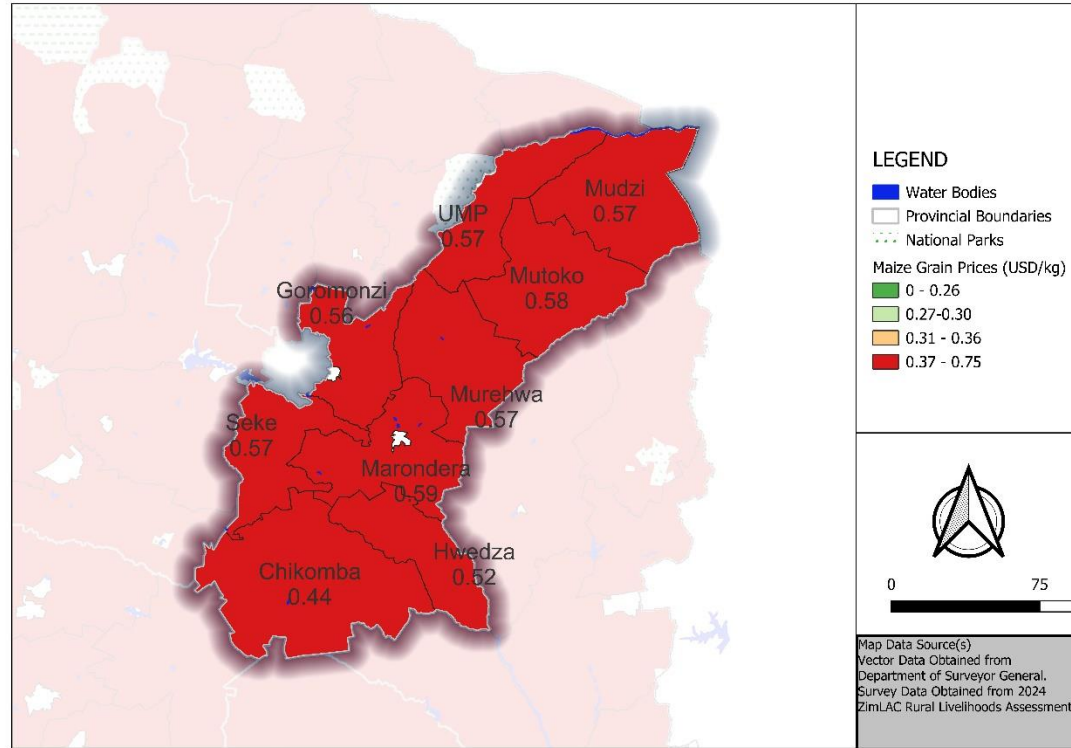 Mudzi
0.57
UMP
0.57
Mutoko
0.58
Goromonzi
0.56
Murehwa
0.57
Seke
0.57
Marondera
0.59
Hwedza
0.52
Chikomba
0.44
LEGEND
Water Bodies
Provincial Boundaries
National Parks
Maize Grain Prices (USD/kg)
0 - 0.26
0.27-0.30
0.31 - 0.36
0.37 - 0.75
0 75
Map Data Source(s)
Vector Data Obtained from
Department of Surveyor General.
Survey Data Obtained from 2024
ZimLAC Rural Livelihoods Assessment